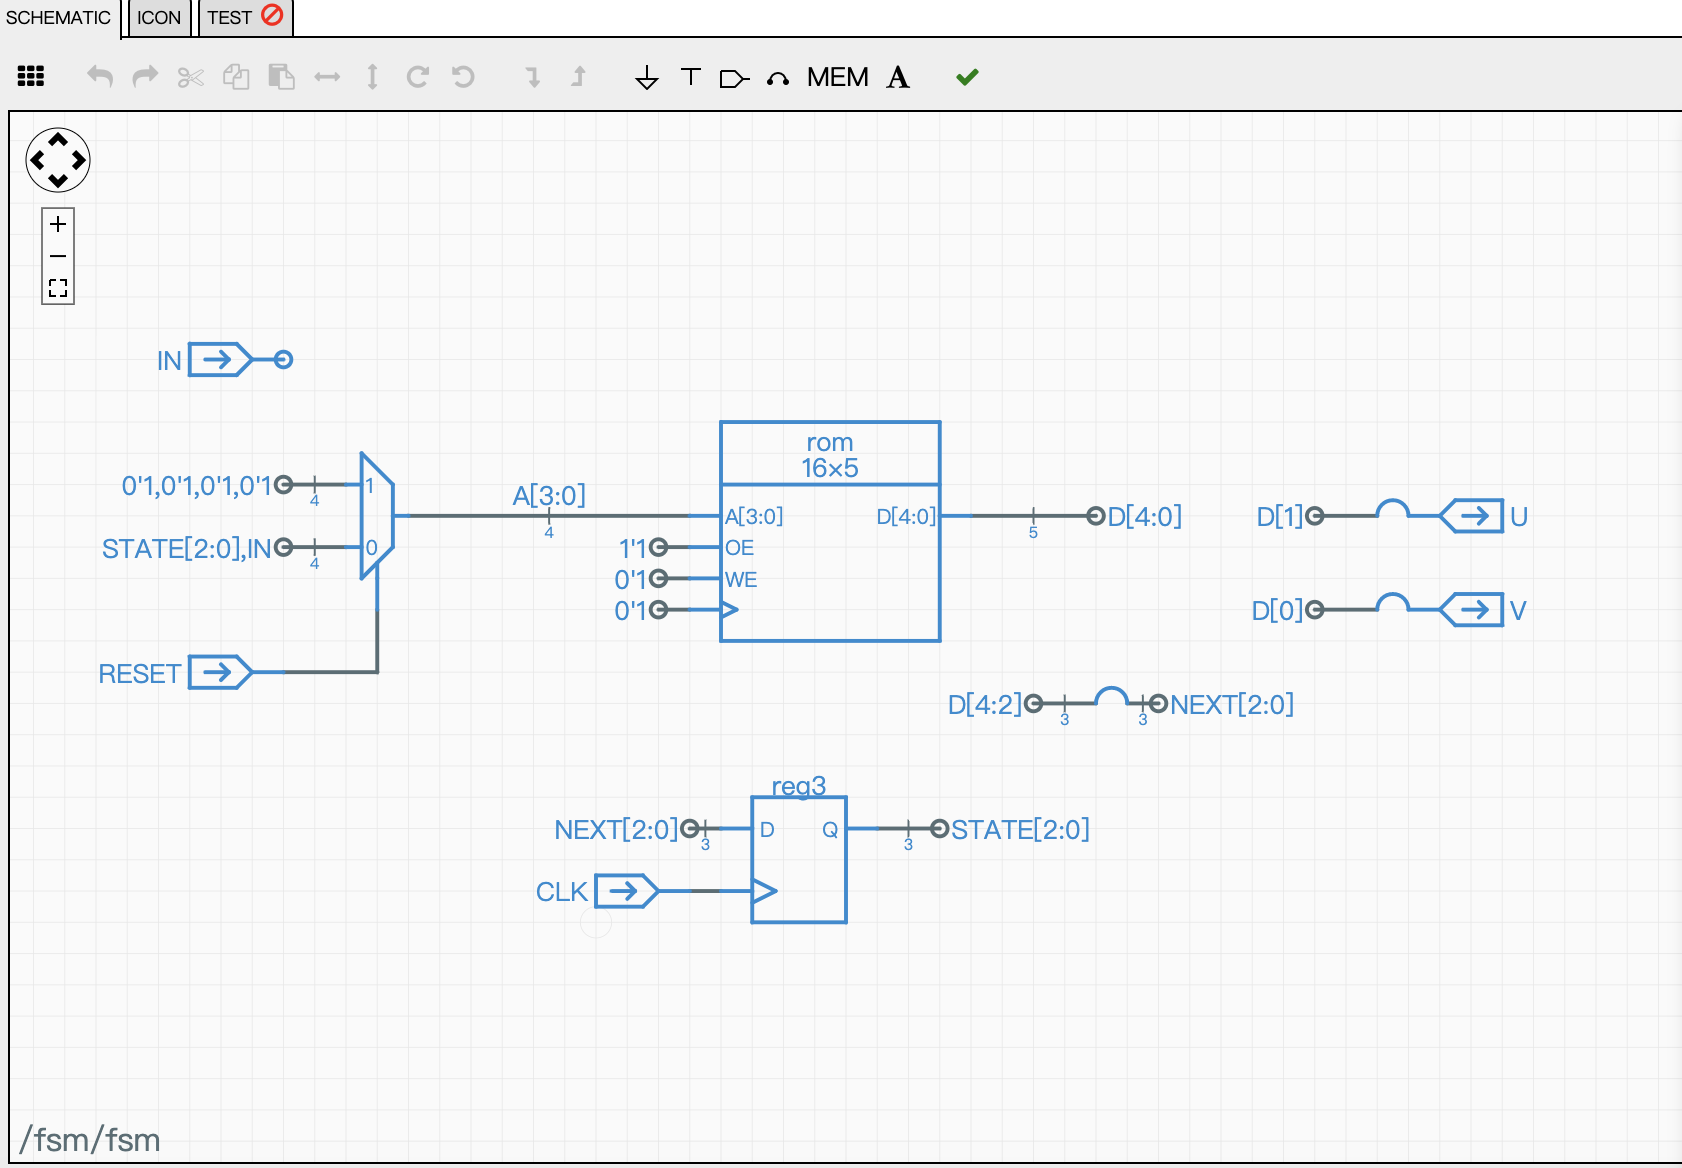 SCHEMATIC ICON TEST
MEM A
IN
rom
16×5
0'1,0'1,0'1,0'1 4 1 A[3:0] 4 A[3:0] D[4:0] 5 D[4:0] D[1] U
STATE[2:0],IN 4 0 1'1 OE
0'1 WE
0'1 D[0] V
RESET
D[4:2] 3 3 NEXT[2:0]
reg3
NEXT[2:0] 3 D Q 3 STATE[2:0]
CLK
/fsm/fsm